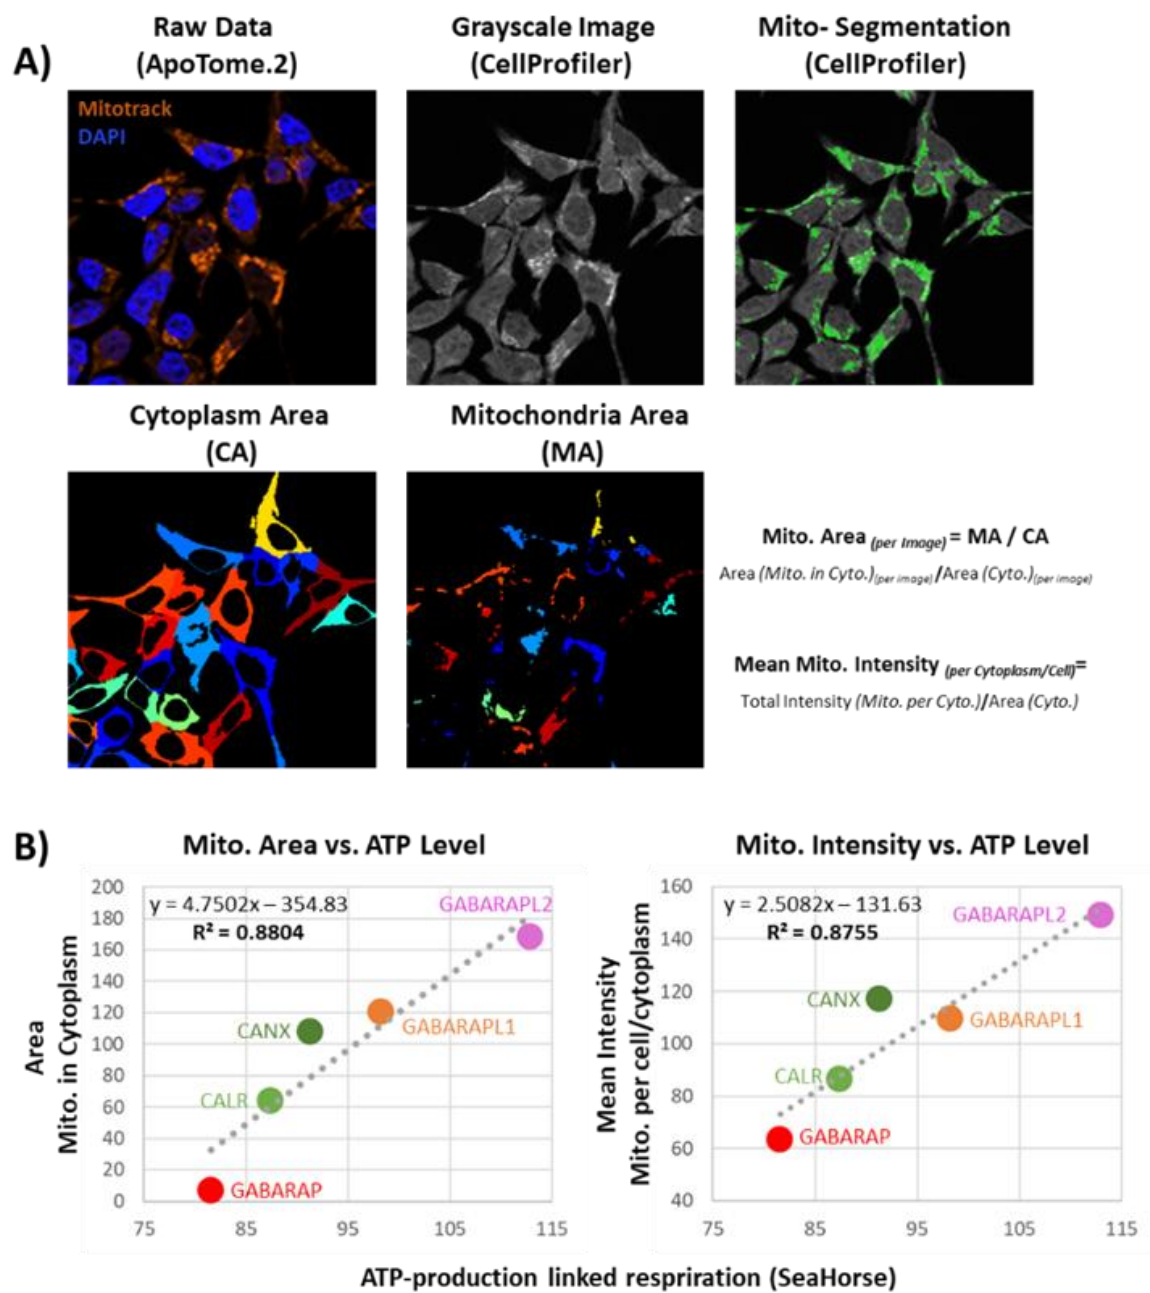 A)
Raw Data
(ApoTome.2)
Grayscale Image
(CellProfiler)
Mito- Segmentation
(CellProfiler)
Mitotrack
DAPI
Cytoplasm Area
(CA)
Mitochondria Area
(MA)
Mito. Area (per Image) = MA / CA
Area (Mito. in Cyto.)(per image)/Area (Cyto.)(per image)
Mean Mito. Intensity (per Cytoplasm/Cell)=
Total Intensity (Mito. per Cyto.)/Area (Cyto.)
B)
Mito. Area vs. ATP Level
y = 4.7502x – 354.83
R² = 0.8804
GABARAPL2
CANX
GABARAPL1
CALR
GABARAP
Area
Mito. in Cytoplasm
200
180
160
140
120
100
80
60
40
20
0
75
85
95
105
115
Mito. Intensity vs. ATP Level
y = 2.5082x – 131.63
R² = 0.8755
GABARAPL2
CANX
GABARAPL1
CALR
GABARAP
Mean Intensity
Mito. per cell/cytoplasm
160
140
120
100
80
60
40
75
85
95
105
115
ATP-production linked respriration (SeaHorse)